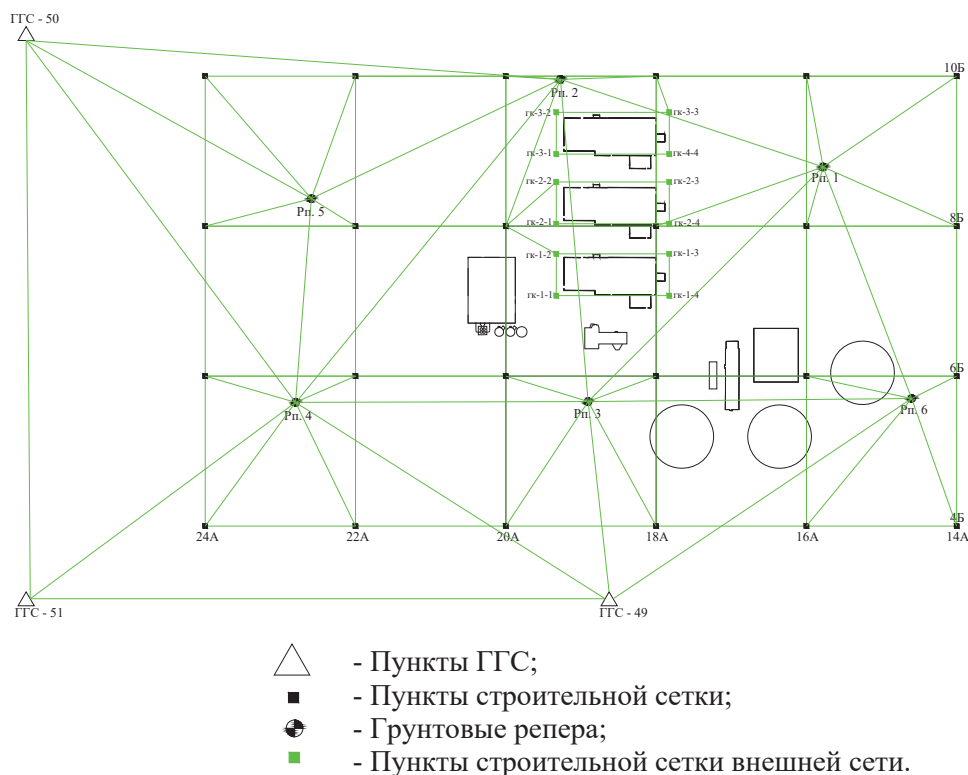 ГГС - 50
10Б
Рп. 2
гк-3-2
гк-3-3
гк-3-1
гк-4-4
Рп. 1
гк-2-2
гк-2-3
Рп. 5
гк-2-1
гк-2-4
8Б
гк-1-2
гк-1-3
гк-1-1
гк-1-4
6Б
Рп. 4
Рп. 3
Рп. 6
4Б
24А
22А
20А
18А
16А
14А
ГГС - 51
ГГС - 49
- Пункты ГГС;
- Пункты строительной сетки;
- Грунтовые репера;
- Пункты строительной сетки внешней сети.